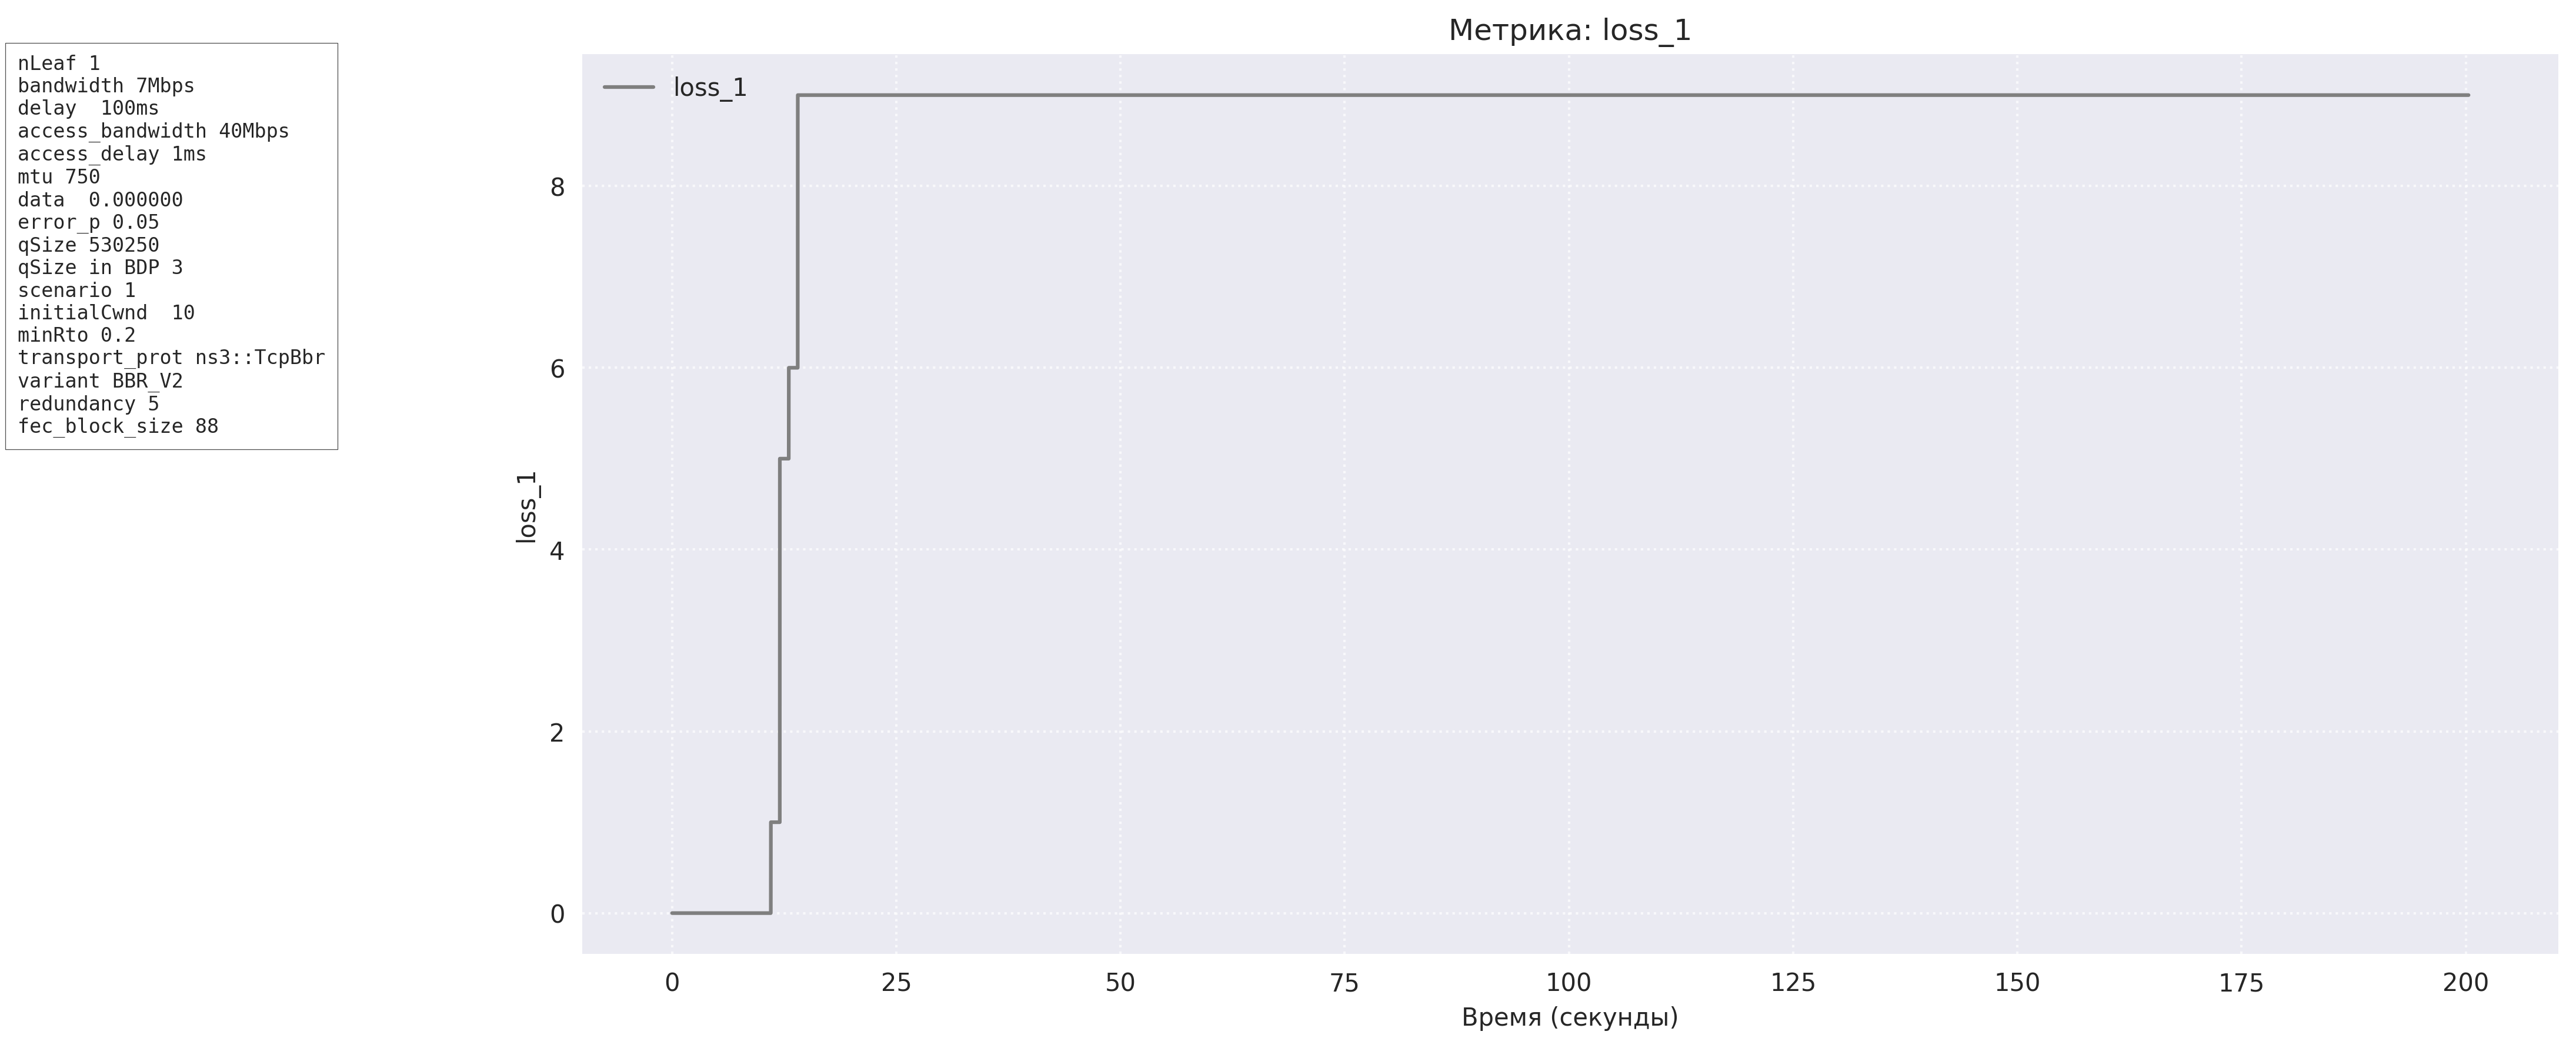 nLeaf 1
bandwidth 7Mbps
delay  100ms
access_bandwidth 40Mbps
access_delay 1ms
mtu 750
data  0.000000
error_p 0.05
qSize 530250
qSize in BDP 3
scenario 1
initialCwnd  10
minRto 0.2
transport_prot ns3::TcpBbr
variant BBR_V2
redundancy 5
fec_block_size 88
Метрика: loss_1
loss_1
loss_1
8
6
4
2
0
0 25 50 75 100 125 150 175 200
Время (секунды)